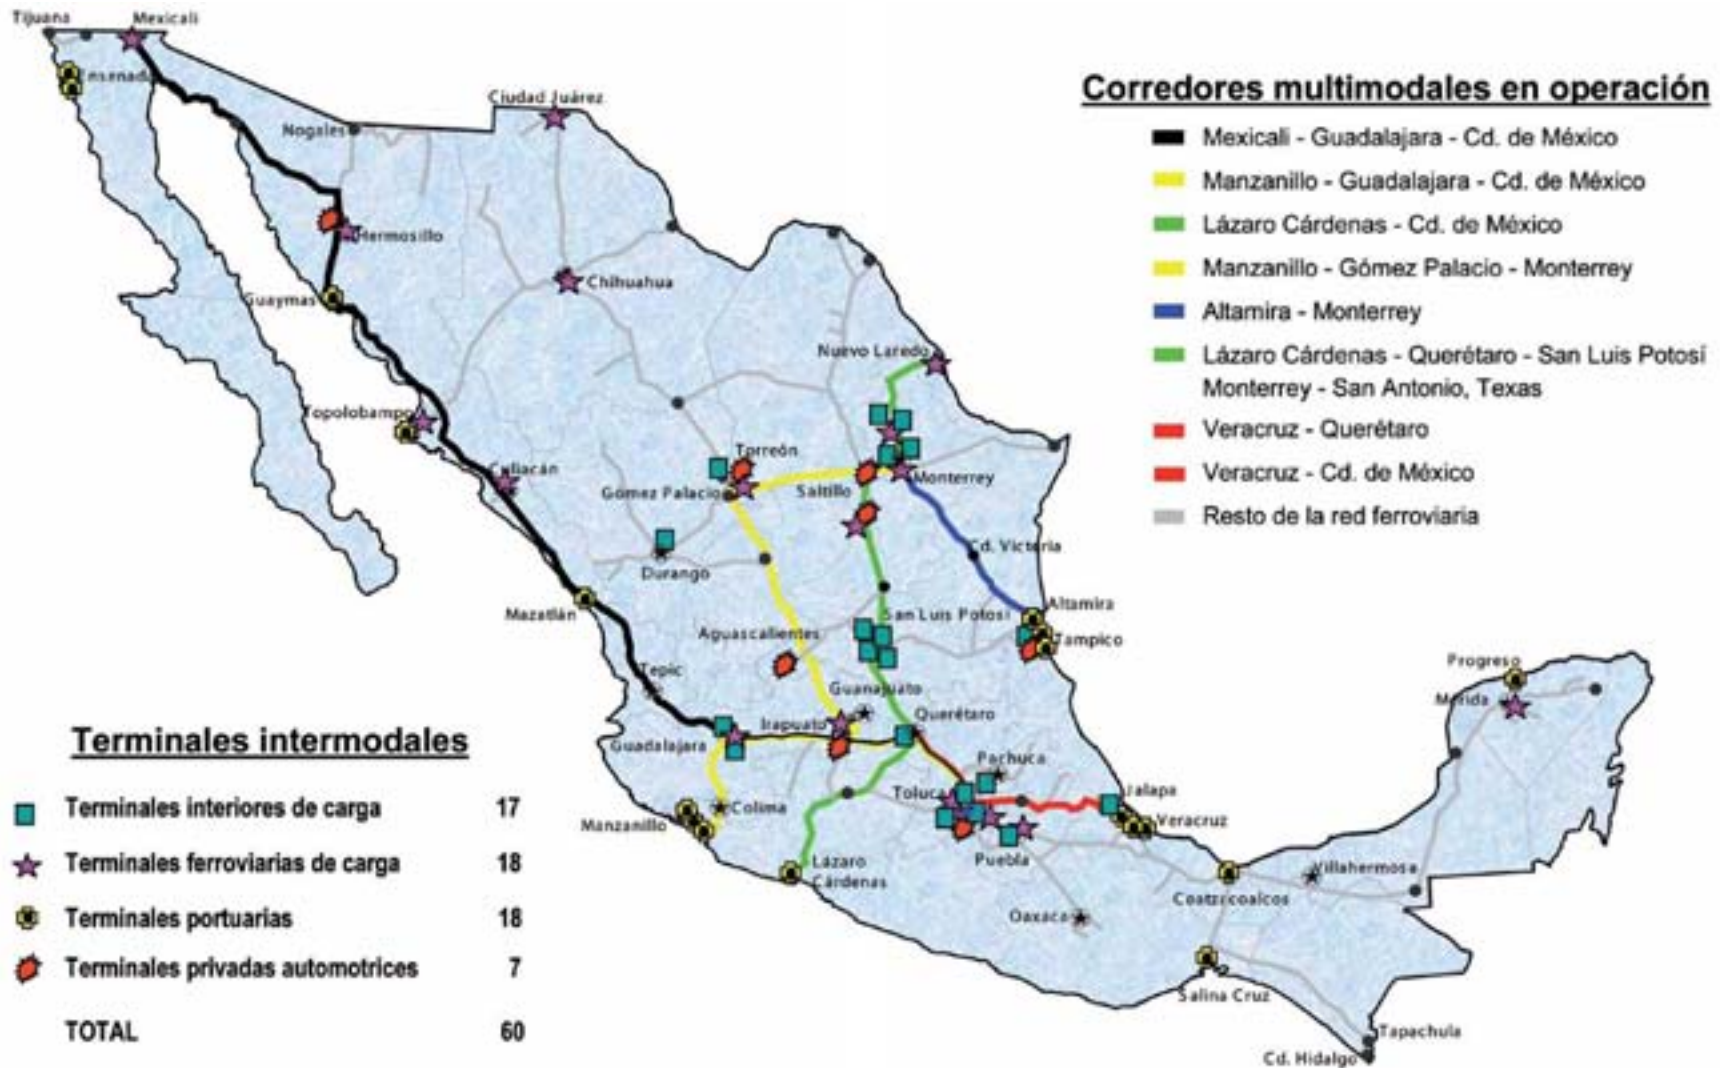 Tijuana
Mexicali
Ensenada
Nogales
Ciudad Juárez
Hermosillo
Guaymas
Chihuahua
Nuevo Laredo
Topolobampo
Culiacán
Torreón
Gómez Palacio
Saltillo
Monterrey
Durango
Cd. Victoria
Mazatlán
Altamira
San Luis Potosí
Aguascalientes
Tampico
Tepic
Guanajuato
Progreso
Mérida
Irapuato
Querétaro
Guadalajara
Pachuca
Toluca
Jalapa
Colima
Manzanillo
Veracruz
Puebla
Lázaro
Cárdenas
Villahermosa
Coatzacoalcos
Oaxaca
Salina Cruz
Tapachula
Cd. Hidalgo
Corredores multimodales en operación
Mexicali - Guadalajara - Cd. de México
Manzanillo - Guadalajara - Cd. de México
Lázaro Cárdenas - Cd. de México
Manzanillo - Gómez Palacio - Monterrey
Altamira - Monterrey
Lázaro Cárdenas - Querétaro - San Luis Potosí
Monterrey - San Antonio, Texas
Veracruz - Querétaro
Veracruz - Cd. de México
Resto de la red ferroviaria
Terminales intermodales
Terminales interiores de carga 17
Terminales ferroviarias de carga 18
Terminales portuarias 18
Terminales privadas automotrices 7
TOTAL 60